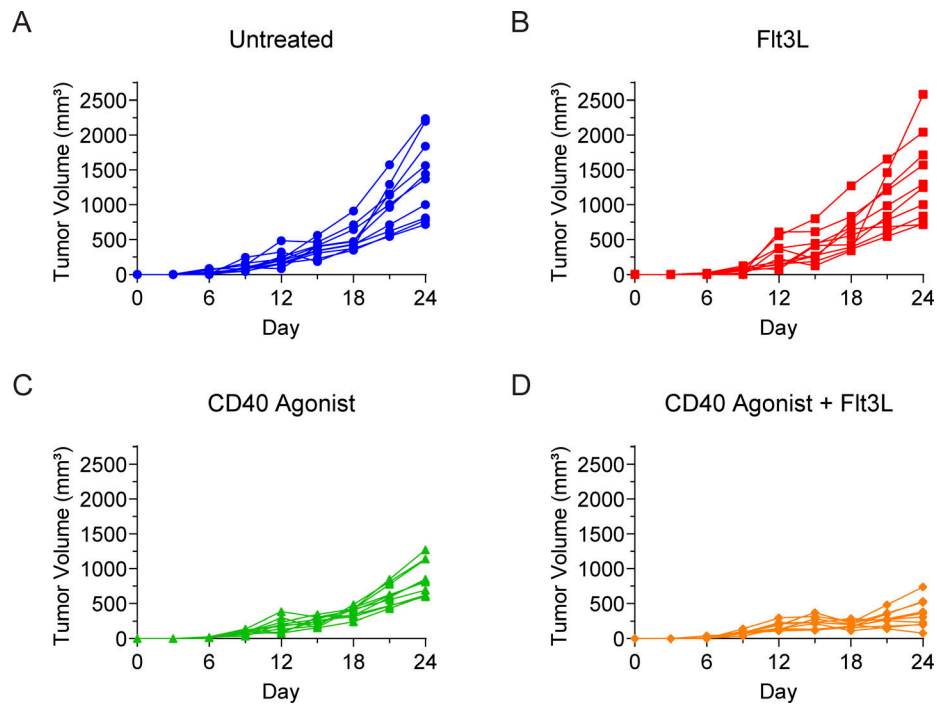 A
Untreated
Tumor Volume (mm³)
2500
2000
1500
1000
500
0
0 6 12 18 24
Day
B
Flt3L
Tumor Volume (mm³)
2500
2000
1500
1000
500
0
0 6 12 18 24
Day
C
CD40 Agonist
Tumor Volume (mm³)
2500
2000
1500
1000
500
0
0 6 12 18 24
Day
D
CD40 Agonist + Flt3L
Tumor Volume (mm³)
2500
2000
1500
1000
500
0
0 6 12 18 24
Day